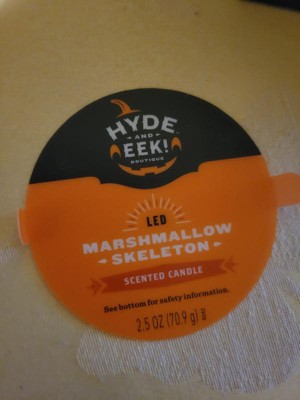 HYDE
AND
EEK!
BOUTIQUE
LED
MARSHMALLOW
SKELETON
SCENTED CANDLE
See bottom for safety information.
2.5 OZ (70.9 g)